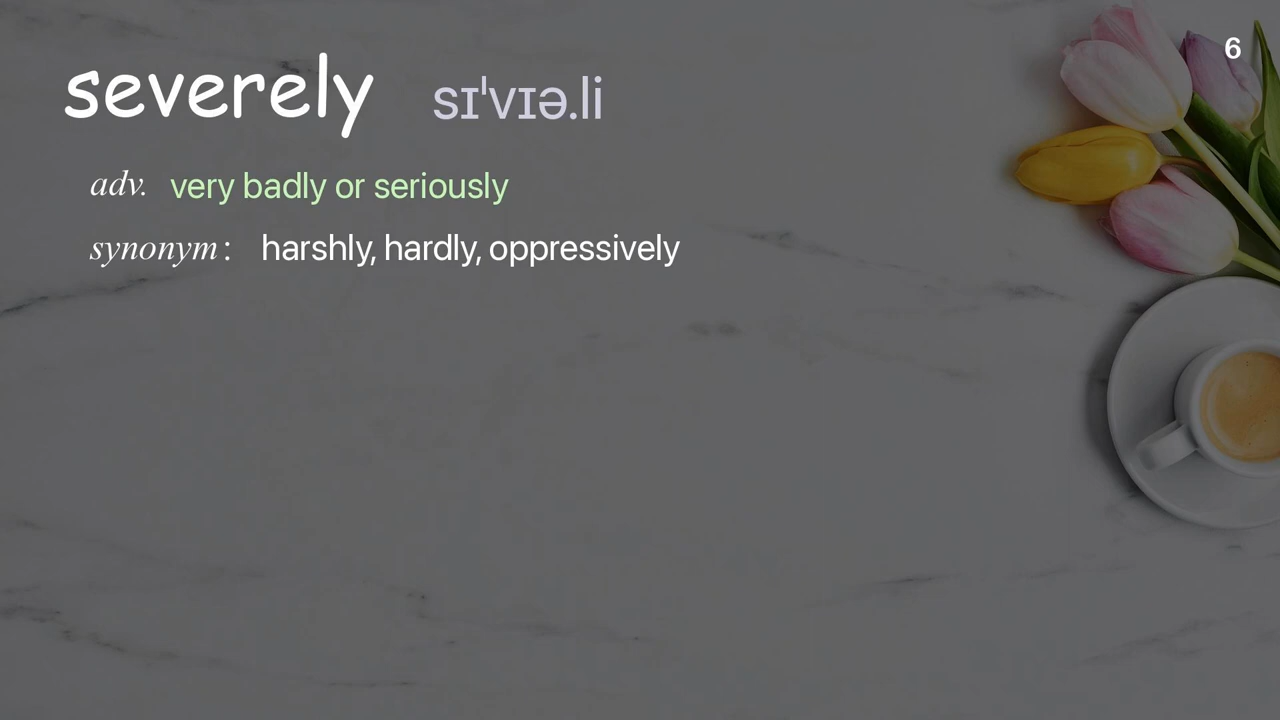 6
severely sɪˈvɪə.li
adv. very badly or seriously
synonym: harshly, hardly, oppressively